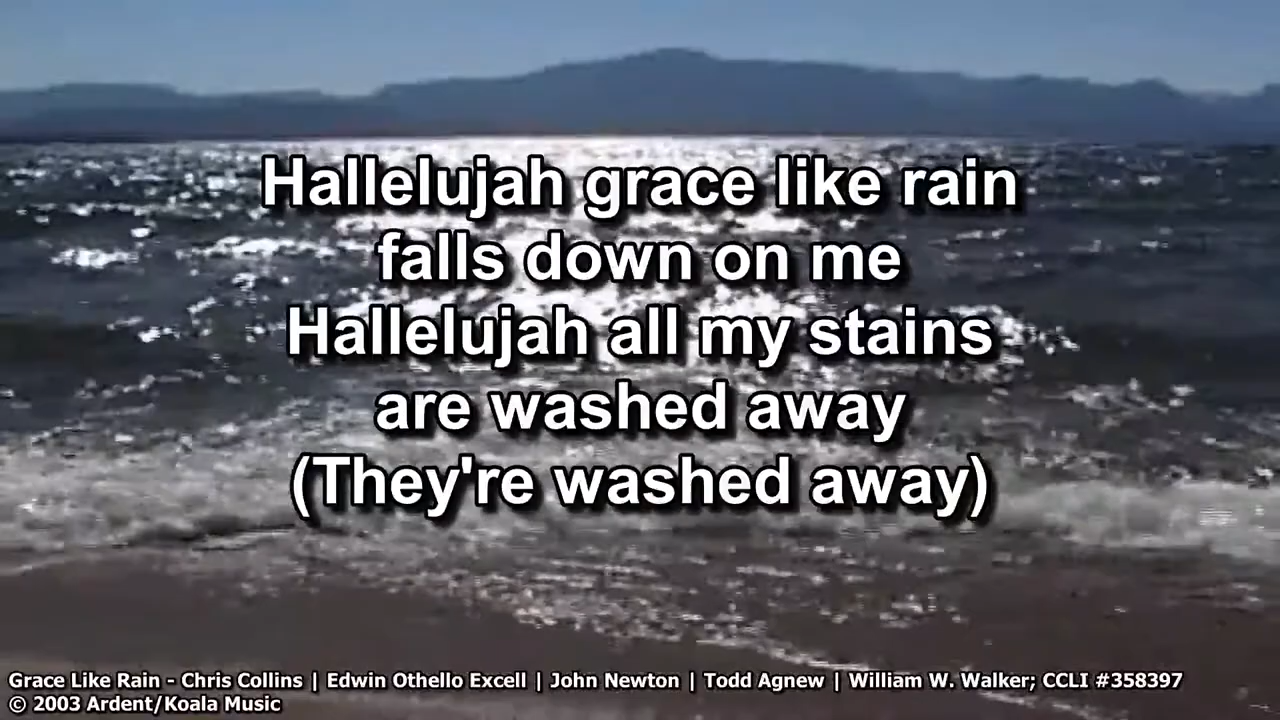 Hallelujah grace like rain
falls down on me
Hallelujah all my stains
are washed away
(They're washed away)
Grace Like Rain - Chris Collins | Edwin Othello Excell | John Newton | Todd Agnew | William W. Walker; CCLI #358397
© 2003 Ardent/Koala Music